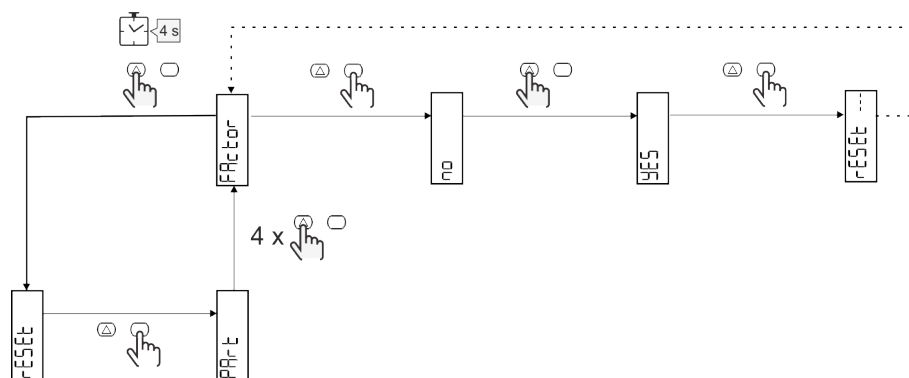 4 s
FActor
no
YES
rESEt ---
4 x
rESEt
PArt